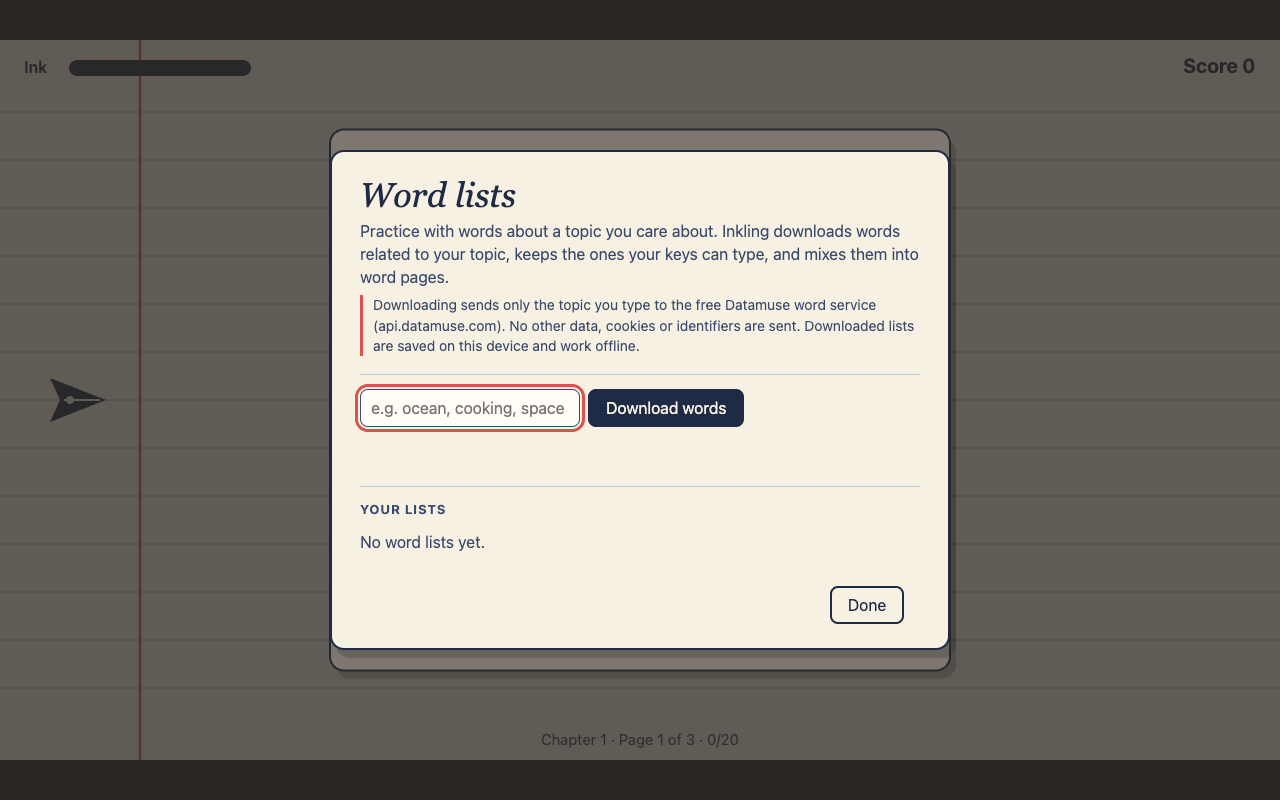 Ink
Score 0
Word lists
Practice with words about a topic you care about. Inkling downloads words
related to your topic, keeps the ones your keys can type, and mixes them into
word pages.
Downloading sends only the topic you type to the free Datamuse word service
(api.datamuse.com). No other data, cookies or identifiers are sent. Downloaded lists
are saved on this device and work offline.
e.g. ocean, cooking, space
Download words
YOUR LISTS
No word lists yet.
Done
Chapter 1 · Page 1 of 3 · 0/20